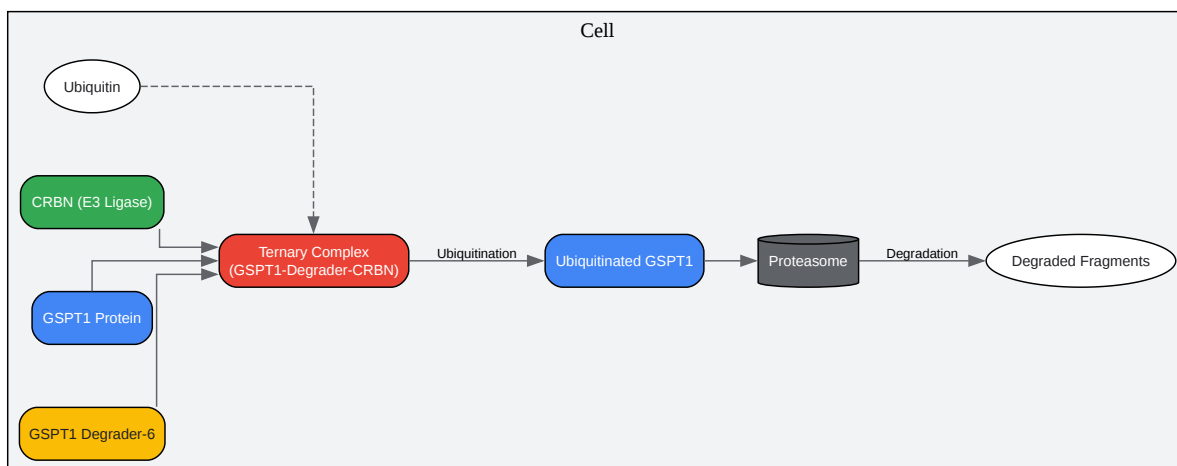 Cell
Ubiquitin
CRBN (E3 Ligase)
Ternary Complex
(GSPT1-Degrader-CRBN)
Ubiquitination
Ubiquitinated GSPT1
Proteasome
Degradation
Degraded Fragments
GSPT1 Protein
GSPT1 Degrader-6